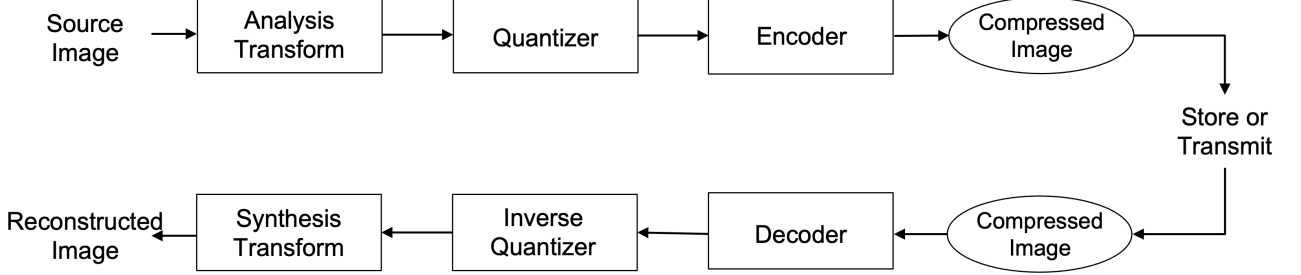 Source
Image
Analysis
Transform
Quantizer
Encoder
Compressed
Image
Store or
Transmit
Reconstructed
Image
Synthesis
Transform
Inverse
Quantizer
Decoder
Compressed
Image